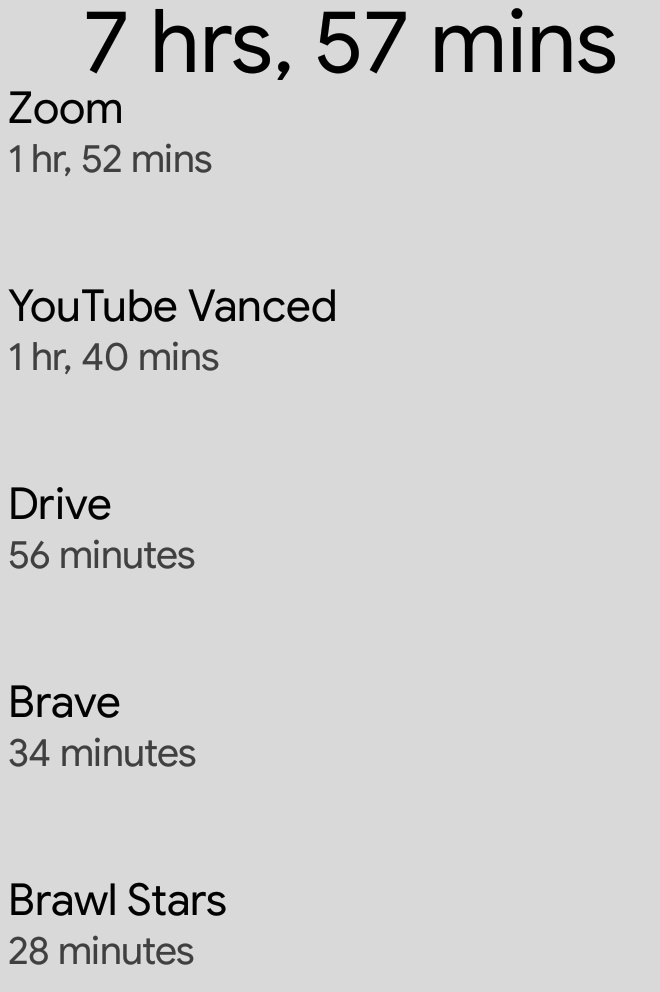 7 hrs, 57 mins
Zoom
1 hr, 52 mins
YouTube Vanced
1 hr, 40 mins
Drive
56 minutes
Brave
34 minutes
Brawl Stars
28 minutes